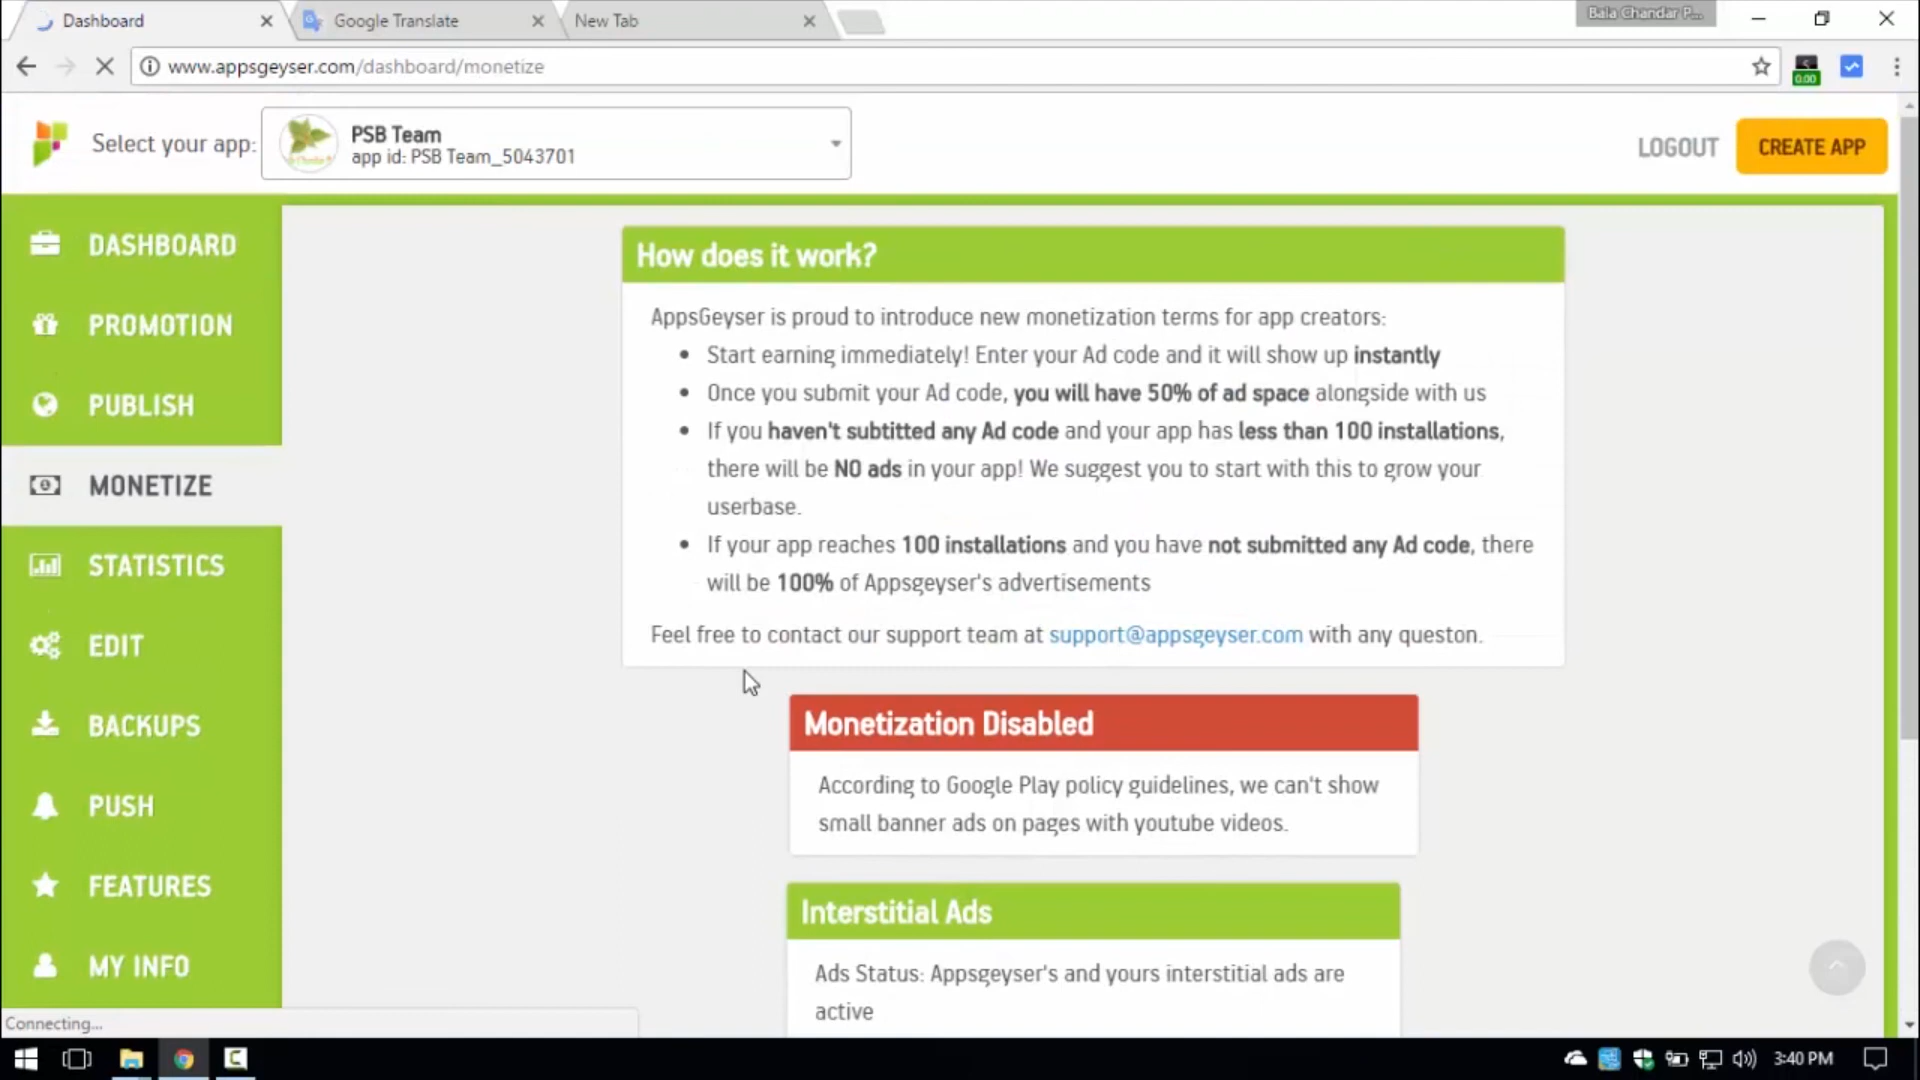 Dashboard
Google Translate
New Tab
Bala Chandar P...
www.appsgeyser.com/dashboard/monetize
0.00
Select your app:
PSB Team
app id: PSB Team_5043701
LOGOUT
CREATE APP
DASHBOARD
PROMOTION
PUBLISH
MONETIZE
STATISTICS
EDIT
BACKUPS
PUSH
FEATURES
MY INFO
How does it work?
AppsGeyser is proud to introduce new monetization terms for app creators:
Start earning immediately! Enter your Ad code and it will show up instantly
Once you submit your Ad code, you will have 50% of ad space alongside with us
If you haven't subtitted any Ad code and your app has less than 100 installations,
there will be NO ads in your app! We suggest you to start with this to grow your
userbase.
If your app reaches 100 installations and you have not submitted any Ad code, there
will be 100% of Appsgeyser's advertisements
Feel free to contact our support team at support@appsgeyser.com with any queston.
Monetization Disabled
According to Google Play policy guidelines, we can't show
small banner ads on pages with youtube videos.
Interstitial Ads
Ads Status: Appsgeyser's and yours interstitial ads are
active
Connecting...
3:40 PM